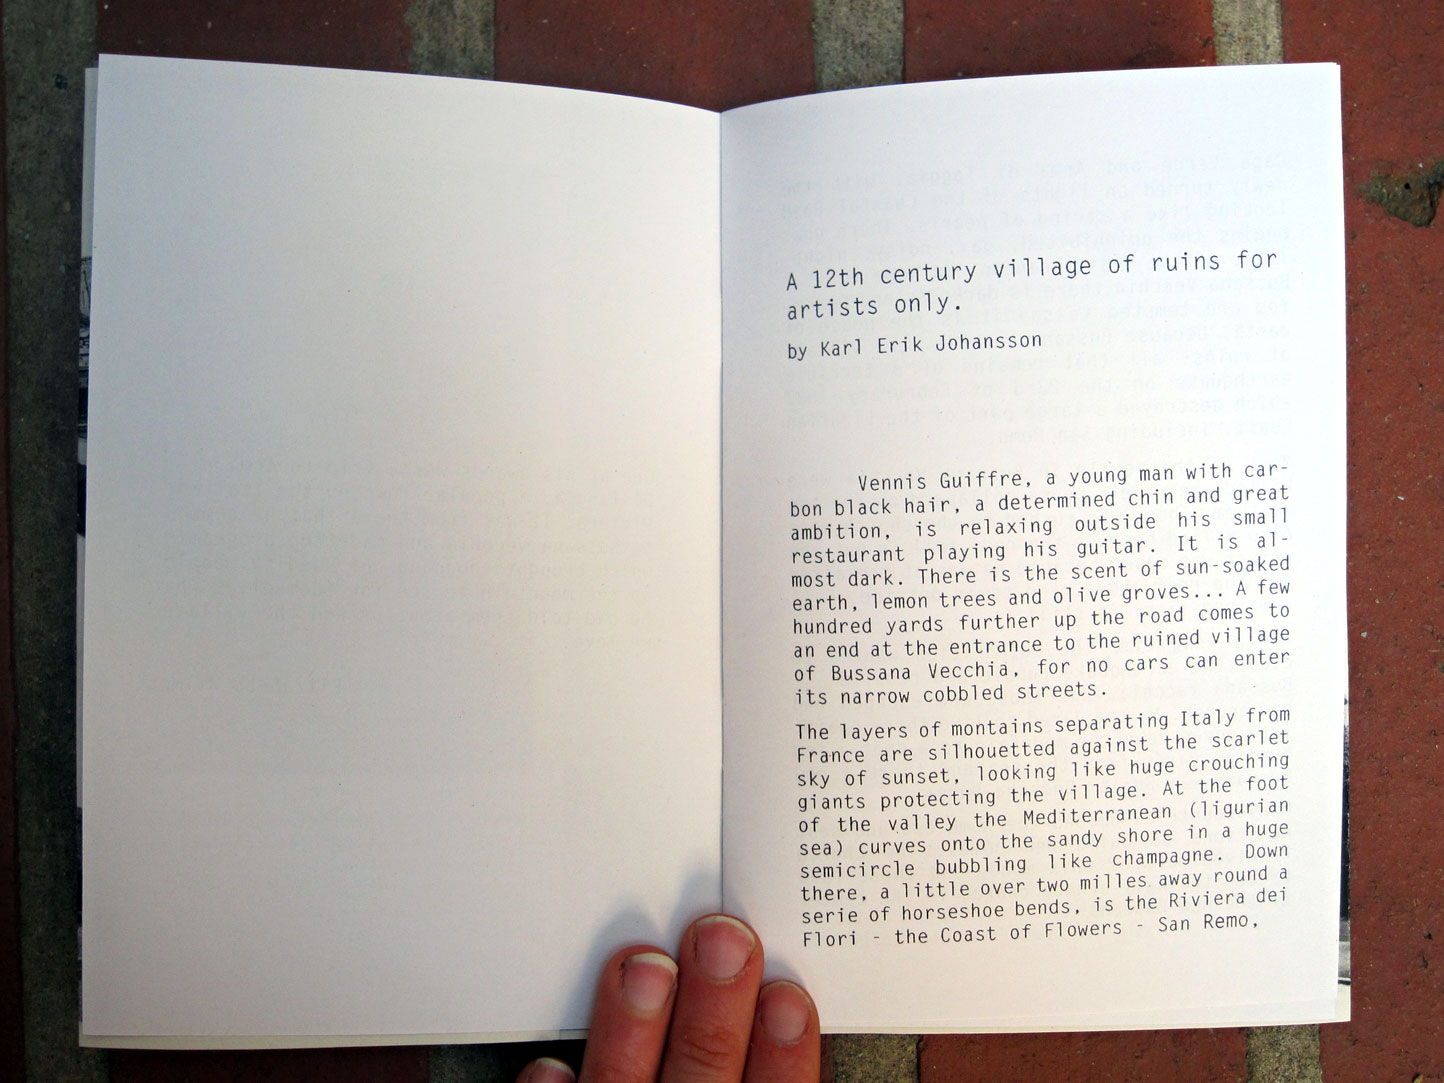 A 12th century village of ruins for
artists only.
by Karl Erik Johansson
Vennis Guiffre, a young man with car-
bon black hair, a determined chin and great
ambition, is relaxing outside his small
restaurant playing his guitar. It is al-
most dark. There is the scent of sun-soaked
earth, lemon trees and olive groves... A few
hundred yards further up the road comes to
an end at the entrance to the ruined village
of Bussana Vecchia, for no cars can enter
its narrow cobbled streets.
The layers of montains separating Italy from
France are silhouetted against the scarlet
sky of sunset, looking like huge crouching
giants protecting the village. At the foot
of the valley the Mediterranean (ligurian
sea) curves onto the sandy shore in a huge
semicircle bubbling like champagne. Down
there, a little over two milles away round a
serie of horseshoe bends, is the Riviera dei
Flori - the Coast of Flowers - San Remo,